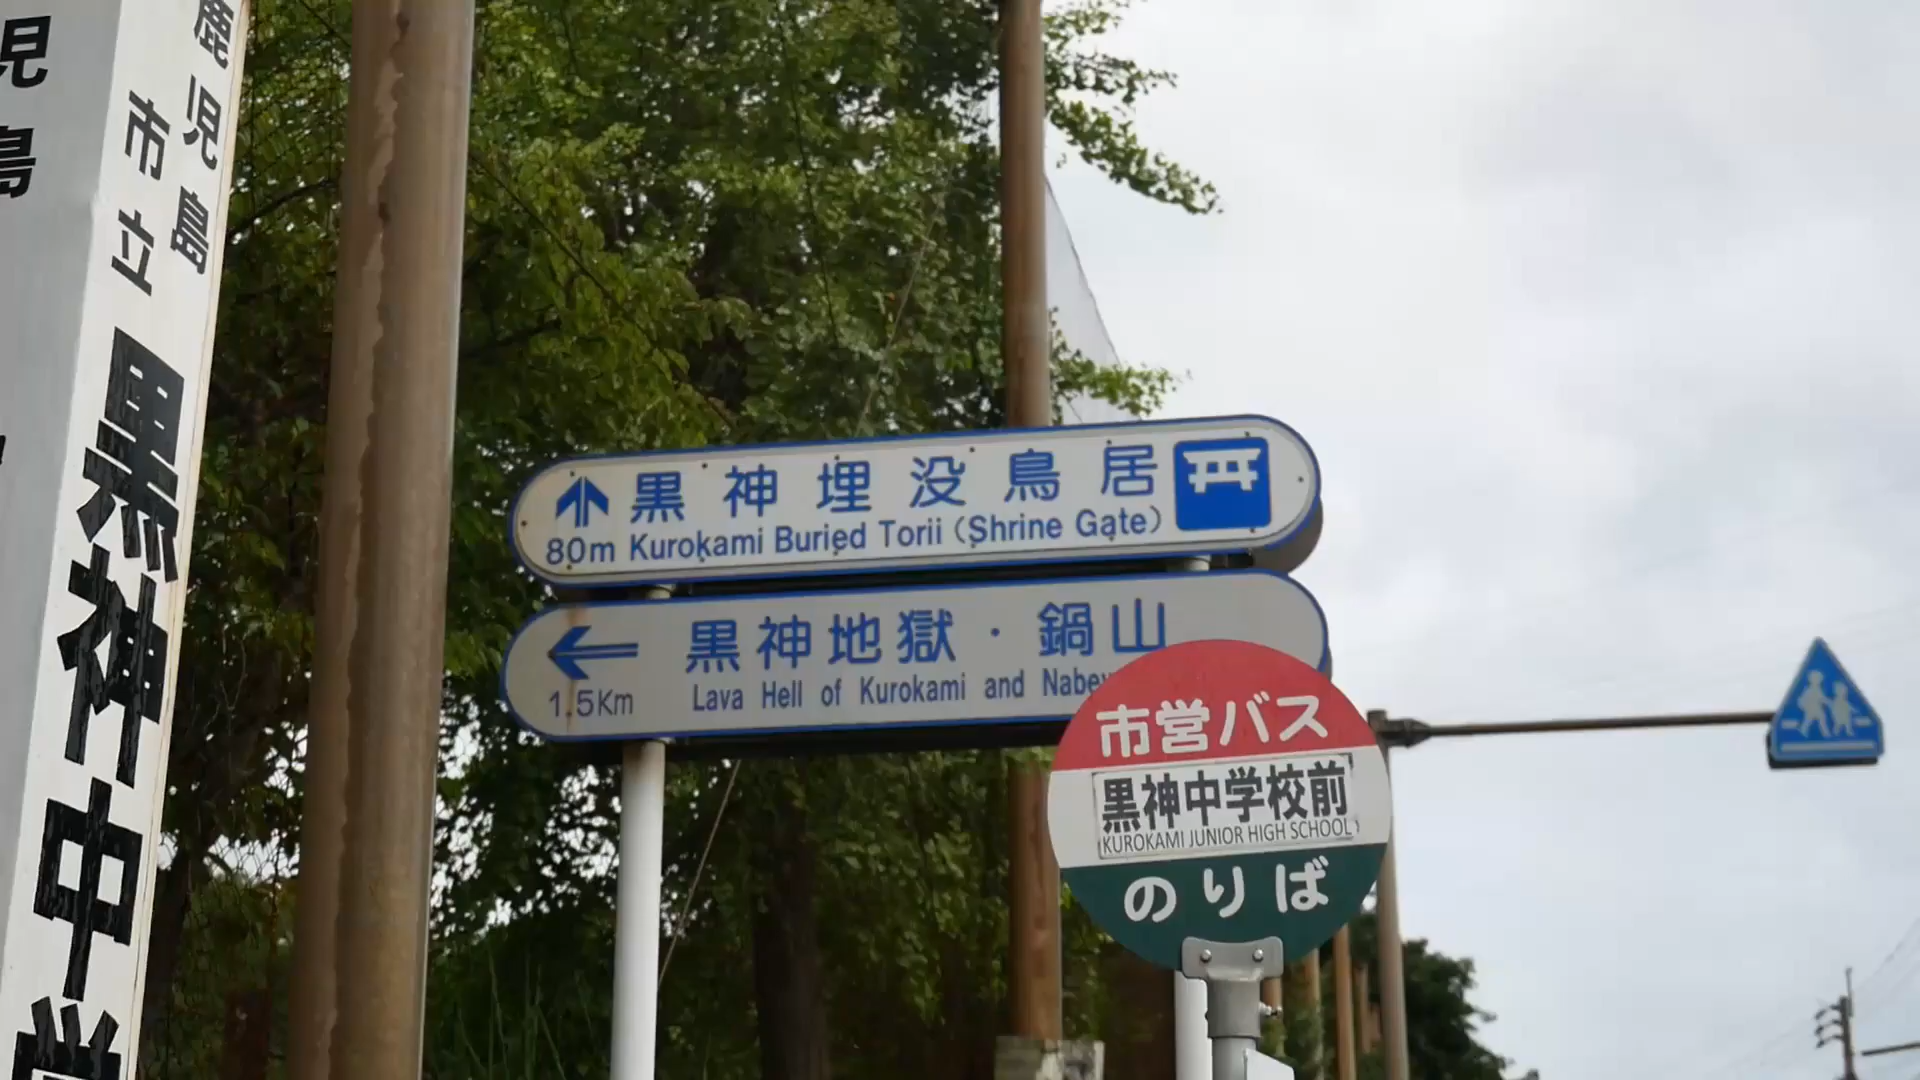 児島
鹿児島
市立
黒神中学
黒神埋没鳥居
80m Kurokami Buried Torii (Shrine Gate)
黒神地獄・鍋山
1.5Km Lava Hell of Kurokami and
市営バス
黒神中学校前
KUROKAMI JUNIOR HIGH SCHOOL
のりば